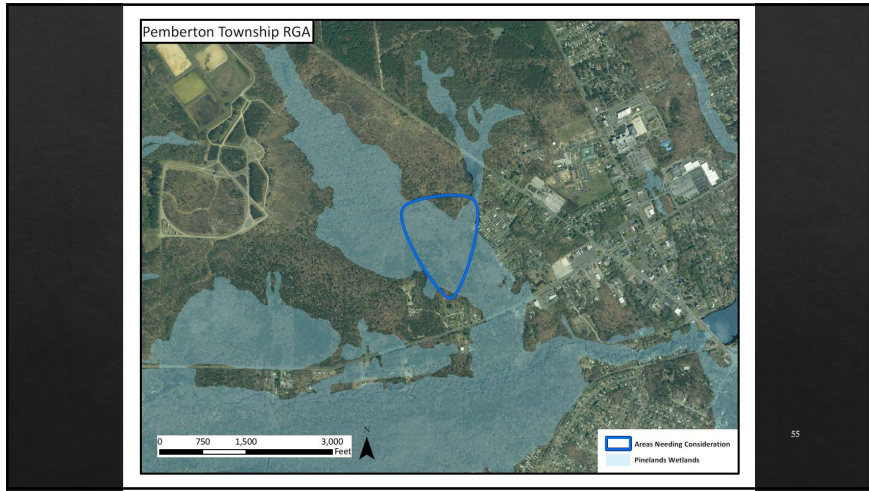 Pemberton Township RGA
N
0 750 1,500 3,000
Feet
Areas Needing Consideration
Pinelands Wetlands
55